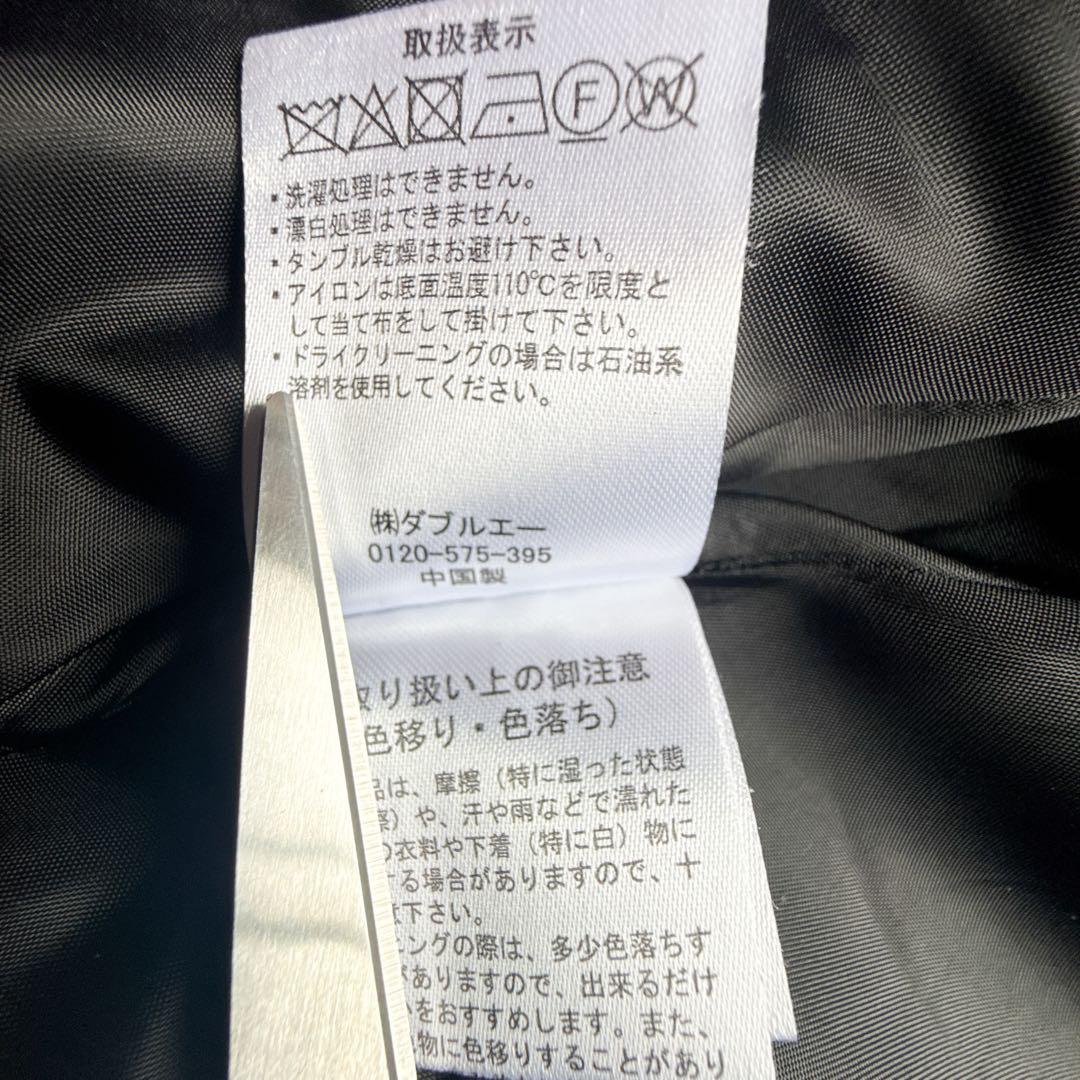 取扱表示
F W
・洗濯処理はできません。
・漂白処理はできません。
・タンブル乾燥はお避け下さい。
・アイロンは底面温度110℃を限度と
して当て布をして掛けて下さい。
・ドライクリーニングの場合は石油系
溶剤を使用してください。
㈱ダブルエー
0120-575-395
中国製
り扱い上の御注意
色移り・色落ち）
品は、摩擦（特に湿った状態
）や、汗や雨などで濡れた
の衣料や下着（特に白）物に
する場合がありますので、十
下さい。
ニングの際は、多少色落ちす
がありますので、出来るだけ
をおすすめします。また、
物に色移りすることがあり